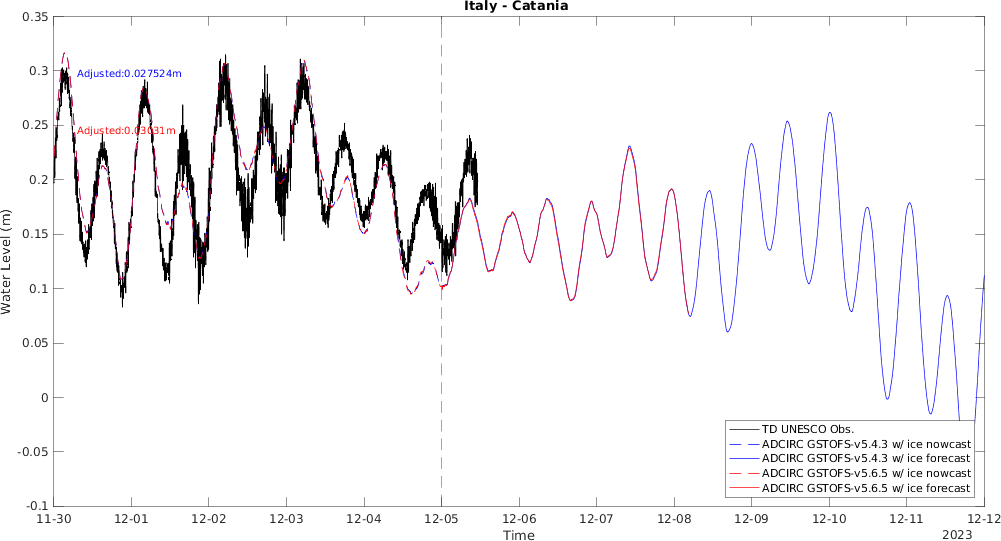 Italy - Catania
0.35
0.3
0.25
0.2
0.15
0.1
0.05
0
-0.05
-0.1
Water Level (m)
Adjusted:0.027524m
Adjusted:0.03031m
TD UNESCO Obs.
ADCIRC GSTOFS-v5.4.3 w/ ice nowcast
ADCIRC GSTOFS-v5.4.3 w/ ice forecast
ADCIRC GSTOFS-v5.6.5 w/ ice nowcast
ADCIRC GSTOFS-v5.6.5 w/ ice forecast
11-30 12-01 12-02 12-03 12-04 12-05 12-06 12-07 12-08 12-09 12-10 12-11 12-12
Time
2023